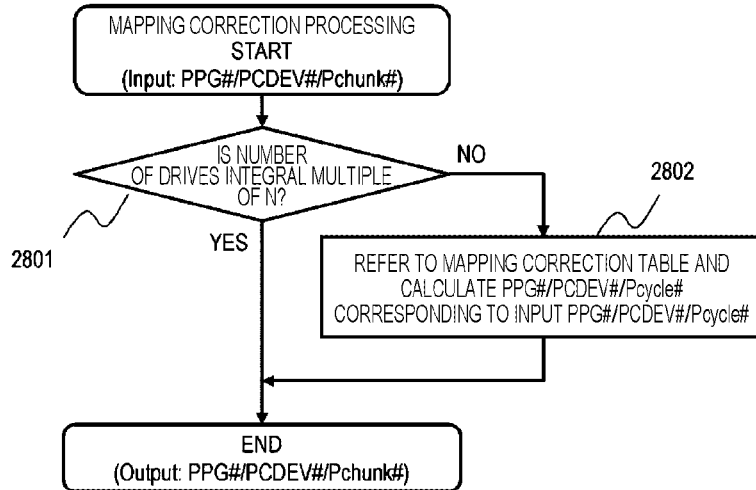 MAPPING CORRECTION PROCESSING
START
(Input: PPG#/PCDEV#/Pchunk#)
IS NUMBER
OF DRIVES INTEGRAL MULTIPLE
OF N?
NO
2802
2801
YES
REFER TO MAPPING CORRECTION TABLE AND
CALCULATE PPG#/PCDEV#/Pcycle#
CORRESPONDING TO INPUT PPG#/PCDEV#/Pcycle#
END
(Output: PPG#/PCDEV#/Pchunk#)